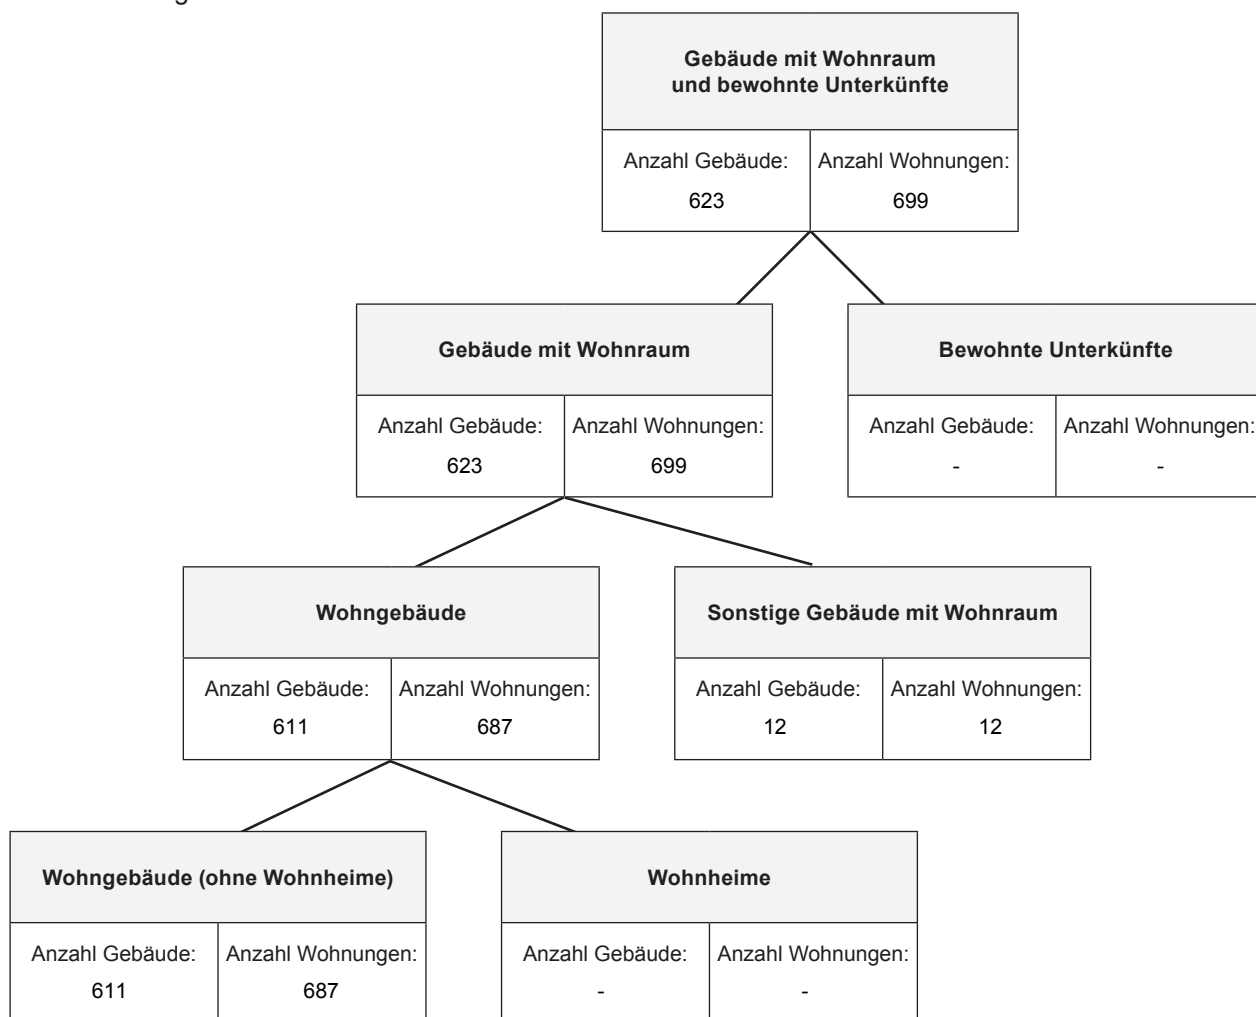 Gebäude mit Wohnraum
und bewohnte Unterkünfte
Anzahl Gebäude:
Anzahl Wohnungen:
623
699
Gebäude mit Wohnraum
Bewohnte Unterkünfte
Anzahl Gebäude:
Anzahl Wohnungen:
Anzahl Gebäude:
Anzahl Wohnungen:
623
699
-
-
Wohngebäude
Sonstige Gebäude mit Wohnraum
Anzahl Gebäude:
Anzahl Wohnungen:
Anzahl Gebäude:
Anzahl Wohnungen:
611
687
12
12
Wohngebäude (ohne Wohnheime)
Wohnheime
Anzahl Gebäude:
Anzahl Wohnungen:
Anzahl Gebäude:
Anzahl Wohnungen:
611
687
-
-